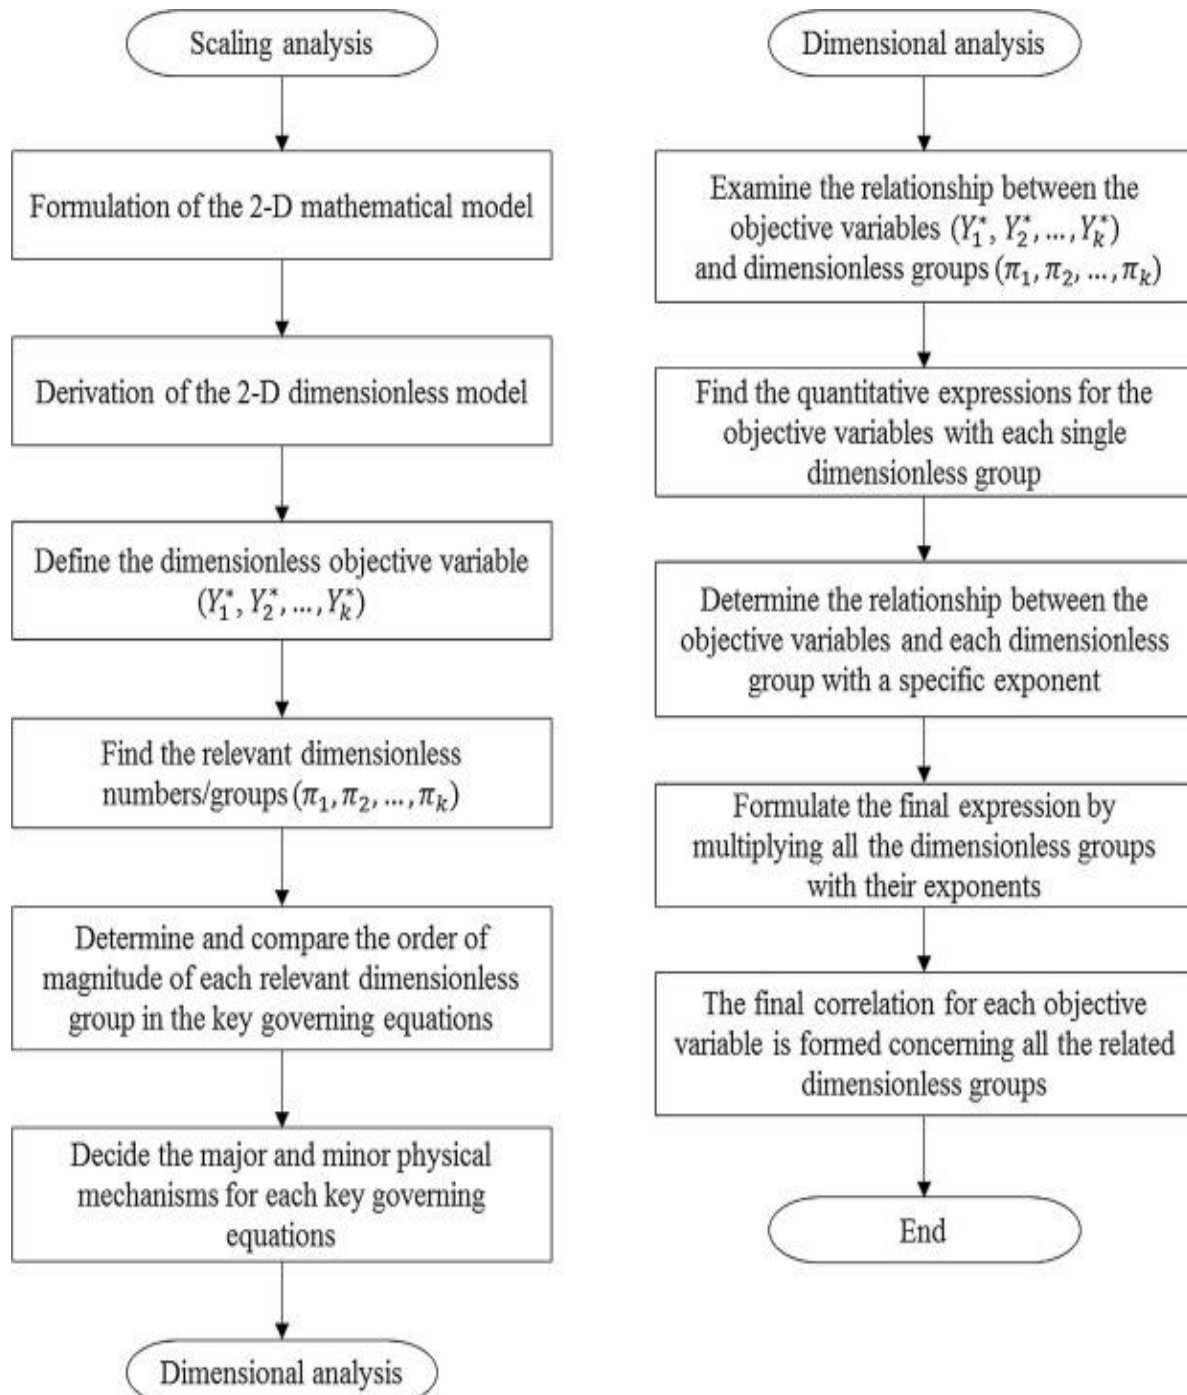 Scaling analysis
Formulation of the 2-D mathematical model
Derivation of the 2-D dimensionless model
Define the dimensionless objective variable
(Y₁*, Y₂*, ..., Yₖ*)
Find the relevant dimensionless
numbers/groups (π₁, π₂, ..., πₖ)
Determine and compare the order of
magnitude of each relevant dimensionless
group in the key governing equations
Decide the major and minor physical
mechanisms for each key governing
equations
Dimensional analysis
Dimensional analysis
Examine the relationship between the
objective variables (Y₁*, Y₂*, ..., Yₖ*)
and dimensionless groups (π₁, π₂, ..., πₖ)
Find the quantitative expressions for the
objective variables with each single
dimensionless group
Determine the relationship between the
objective variables and each dimensionless
group with a specific exponent
Formulate the final expression by
multiplying all the dimensionless groups
with their exponents
The final correlation for each objective
variable is formed concerning all the related
dimensionless groups
End